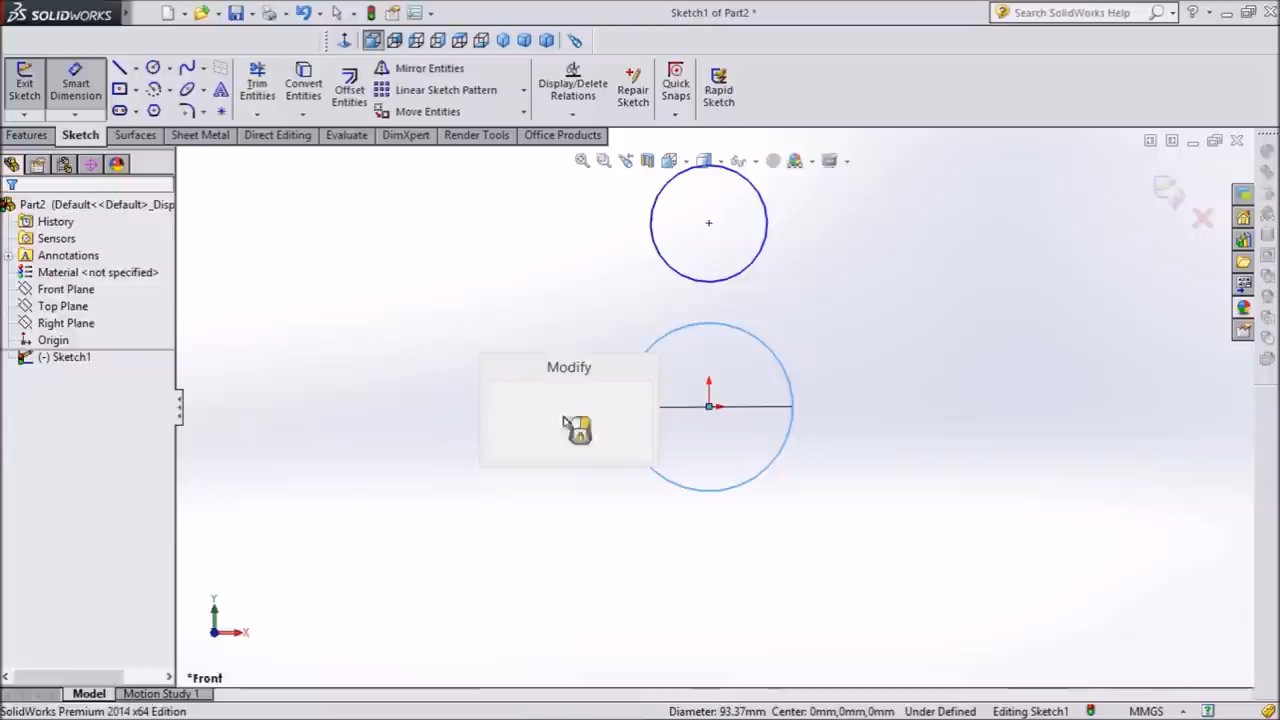 SOLIDWORKS
Sketch1 of Part2 *
Search SolidWorks Help
Exit Sketch
Smart Dimension
Trim Entities
Convert Entities
Offset Entities
Mirror Entities
Linear Sketch Pattern
Move Entities
Display/Delete Relations
Repair Sketch
Quick Snaps
Rapid Sketch
Features
Sketch
Surfaces
Sheet Metal
Direct Editing
Evaluate
DimXpert
Render Tools
Office Products
Part2 (Default<<Default>_Disp
History
Sensors
Annotations
Material <not specified>
Front Plane
Top Plane
Right Plane
Origin
(-) Sketch1
Modify
Y
X
*Front
Model
Motion Study 1
SolidWorks Premium 2014 x64 Edition
Diameter: 93.37mm Center: 0mm,0mm,0mm
Under Defined
Editing Sketch1
MMGS